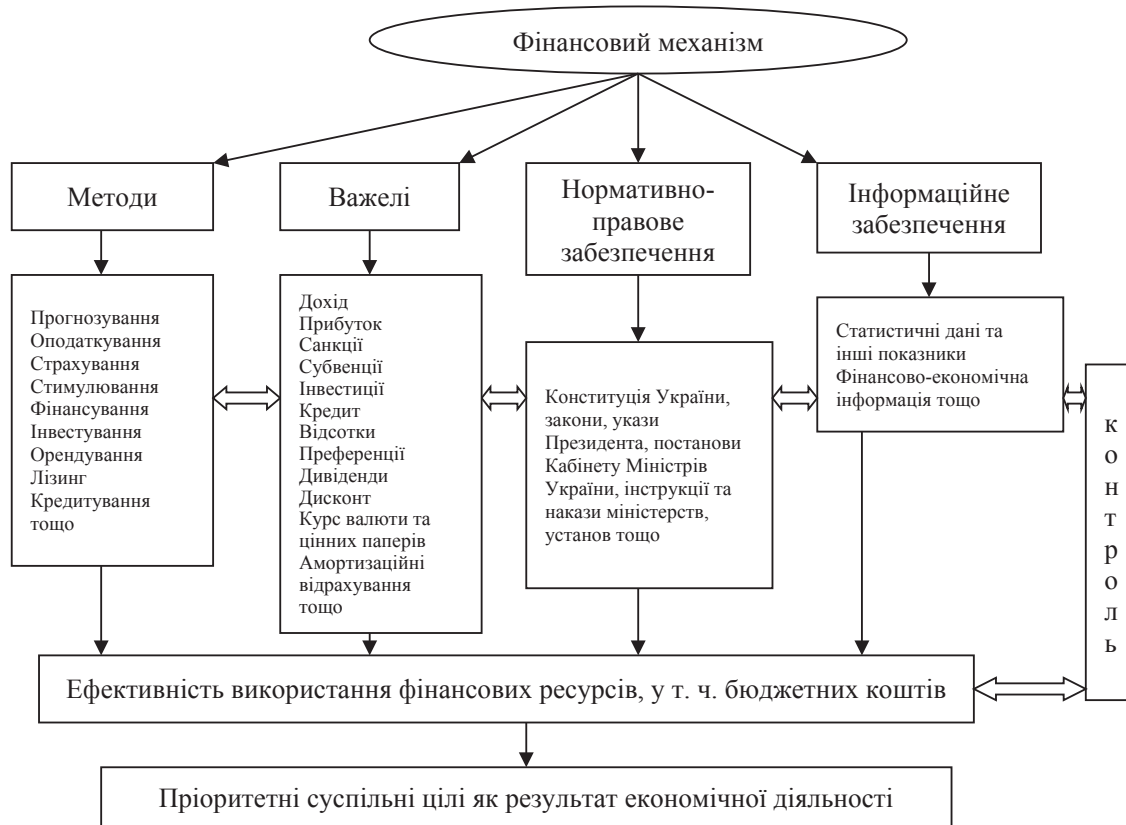 Фінансовий механізм
Методи
Важелі
Нормативно-
правове
забезпечення
Інформаційне
забезпечення
Прогнозування
Оподаткування
Страхування
Стимулювання
Фінансування
Інвестування
Орендування
Лізинг
Кредитування
тощо
Дохід
Прибуток
Санкції
Субвенції
Інвестиції
Кредит
Відсотки
Преференції
Дивіденди
Дисконт
Курс валюти та
цінних паперів
Амортизаційні
відрахування
тощо
Конституція України,
закони, укази
Президента, постанови
Кабінету Міністрів
України, інструкції та
накази міністерств,
установ тощо
Статистичні дані та
інші показники
Фінансово-економічна
інформація тощо
к
о
н
т
р
о
л
ь
Ефективність використання фінансових ресурсів, у т. ч. бюджетних коштів
Пріоритетні суспільні цілі як результат економічної діяльності